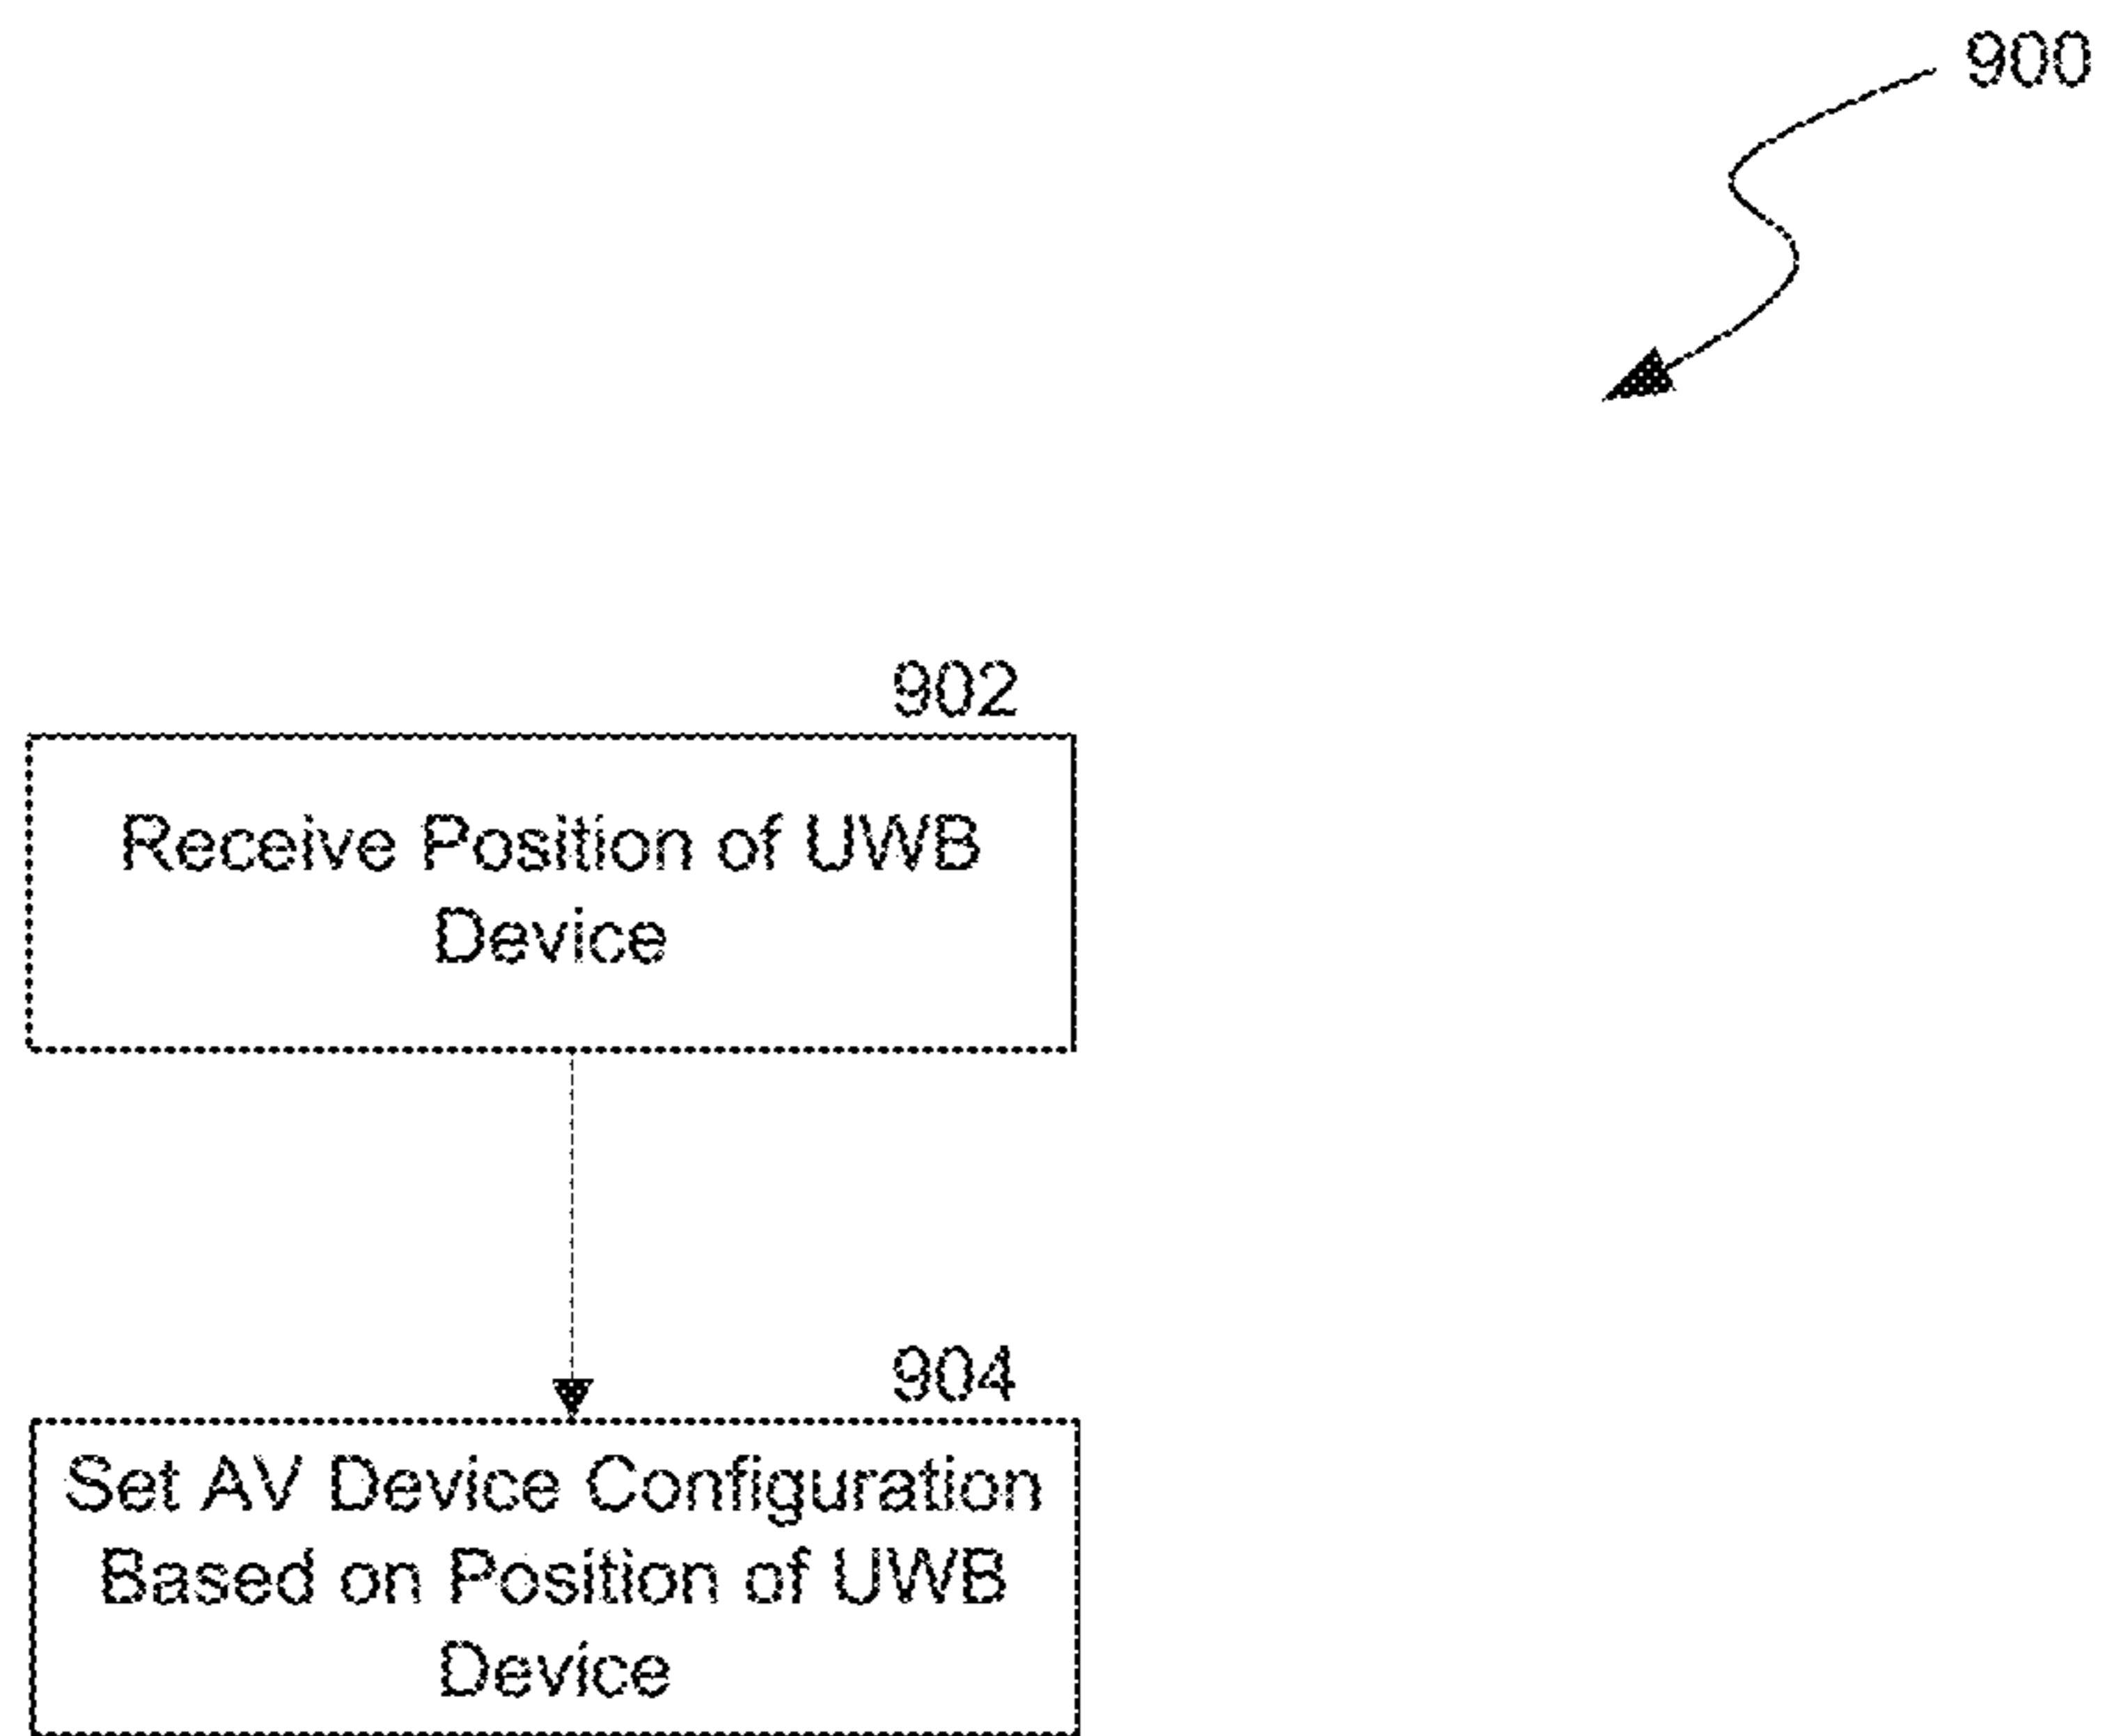 900
902
Receive Position of UWB
Device
904
Set AV Device Configuration
Based on Position of UWB
Device